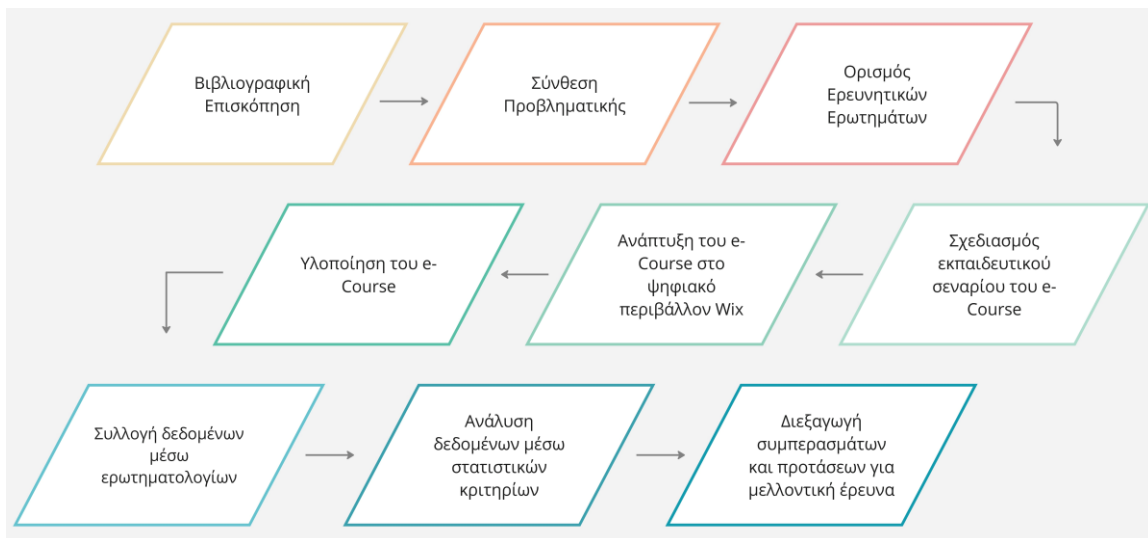 Βιβλιογραφική
Επισκόπηση
Σύνθεση
Προβληματικής
Ορισμός
Ερευνητικών
Ερωτημάτων
Σχεδιασμός
εκπαιδευτικού
σεναρίου του e-
Course
Ανάπτυξη του e-
Course στο
ψηφιακό
περιβάλλον Wix
Υλοποίηση του e-
Course
Συλλογή δεδομένων
μέσω
ερωτηματολογίων
Ανάλυση
δεδομένων μέσω
στατιστικών
κριτηρίων
Διεξαγωγή
συμπερασμάτων
και προτάσεων για
μελλοντική έρευνα